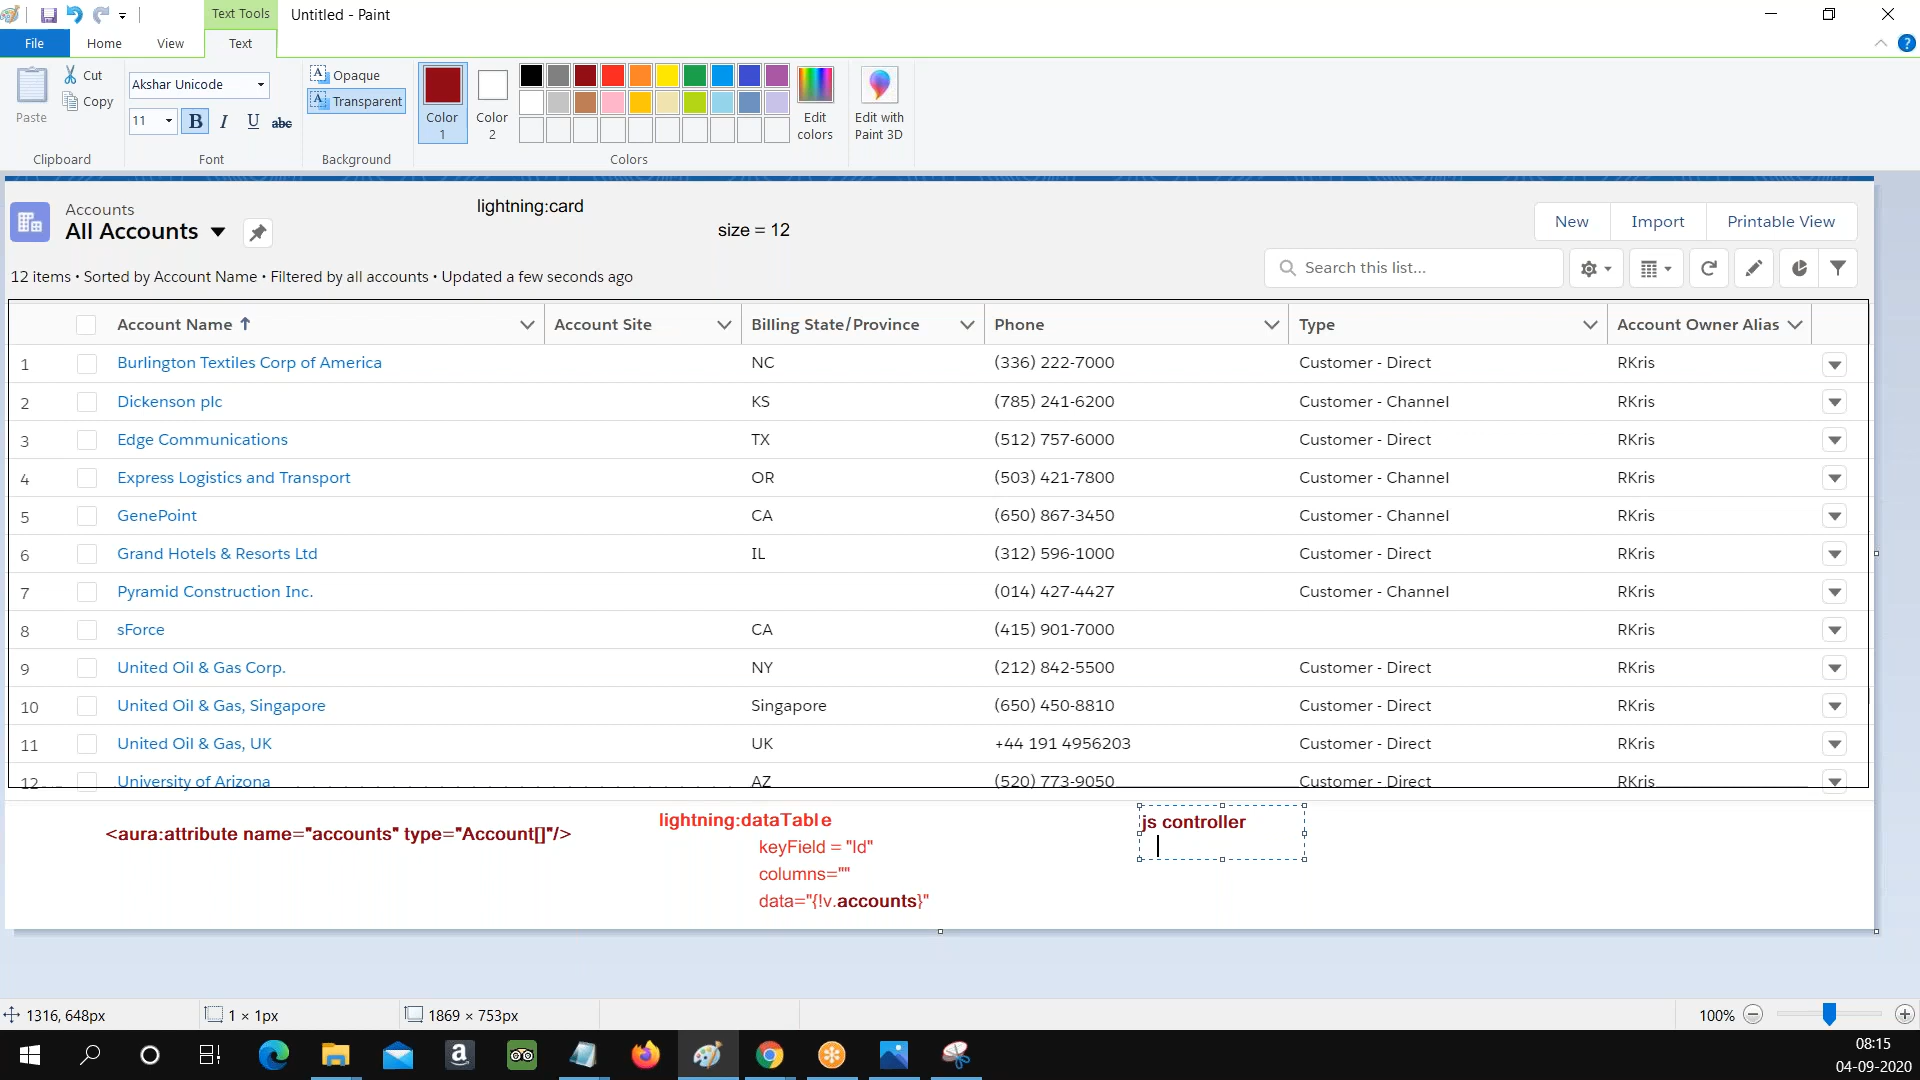 Text Tools
Untitled - Paint
File
Home
View
Text
Paste
Cut
Copy
Clipboard
Akshar Unicode
11
B I U abc
Font
Opaque
Transparent
Background
Color 1
Color 2
Edit colors
Colors
Edit with Paint 3D
Accounts
All Accounts
lightning:card
size = 12
New
Import
Printable View
12 items • Sorted by Account Name • Filtered by all accounts • Updated a few seconds ago
Search this list...
Account Name ↑ Account Site Billing State/Province Phone Type Account Owner Alias
1 Burlington Textiles Corp of America NC (336) 222-7000 Customer - Direct RKris
2 Dickenson plc KS (785) 241-6200 Customer - Channel RKris
3 Edge Communications TX (512) 757-6000 Customer - Direct RKris
4 Express Logistics and Transport OR (503) 421-7800 Customer - Channel RKris
5 GenePoint CA (650) 867-3450 Customer - Channel RKris
6 Grand Hotels & Resorts Ltd IL (312) 596-1000 Customer - Direct RKris
7 Pyramid Construction Inc. (014) 427-4427 Customer - Channel RKris
8 sForce CA (415) 901-7000 RKris
9 United Oil & Gas Corp. NY (212) 842-5500 Customer - Direct RKris
10 United Oil & Gas, Singapore Singapore (650) 450-8810 Customer - Direct RKris
11 United Oil & Gas, UK UK +44 191 4956203 Customer - Direct RKris
12 University of Arizona AZ (520) 773-9050 Customer - Direct RKris
<aura:attribute name="accounts" type="Account[]"/>
lightning:dataTable
keyField = "Id"
columns=""
data="{!v.accounts}"
js controller
1316, 648px
1 × 1px
1869 × 753px
100%
08:15
04-09-2020